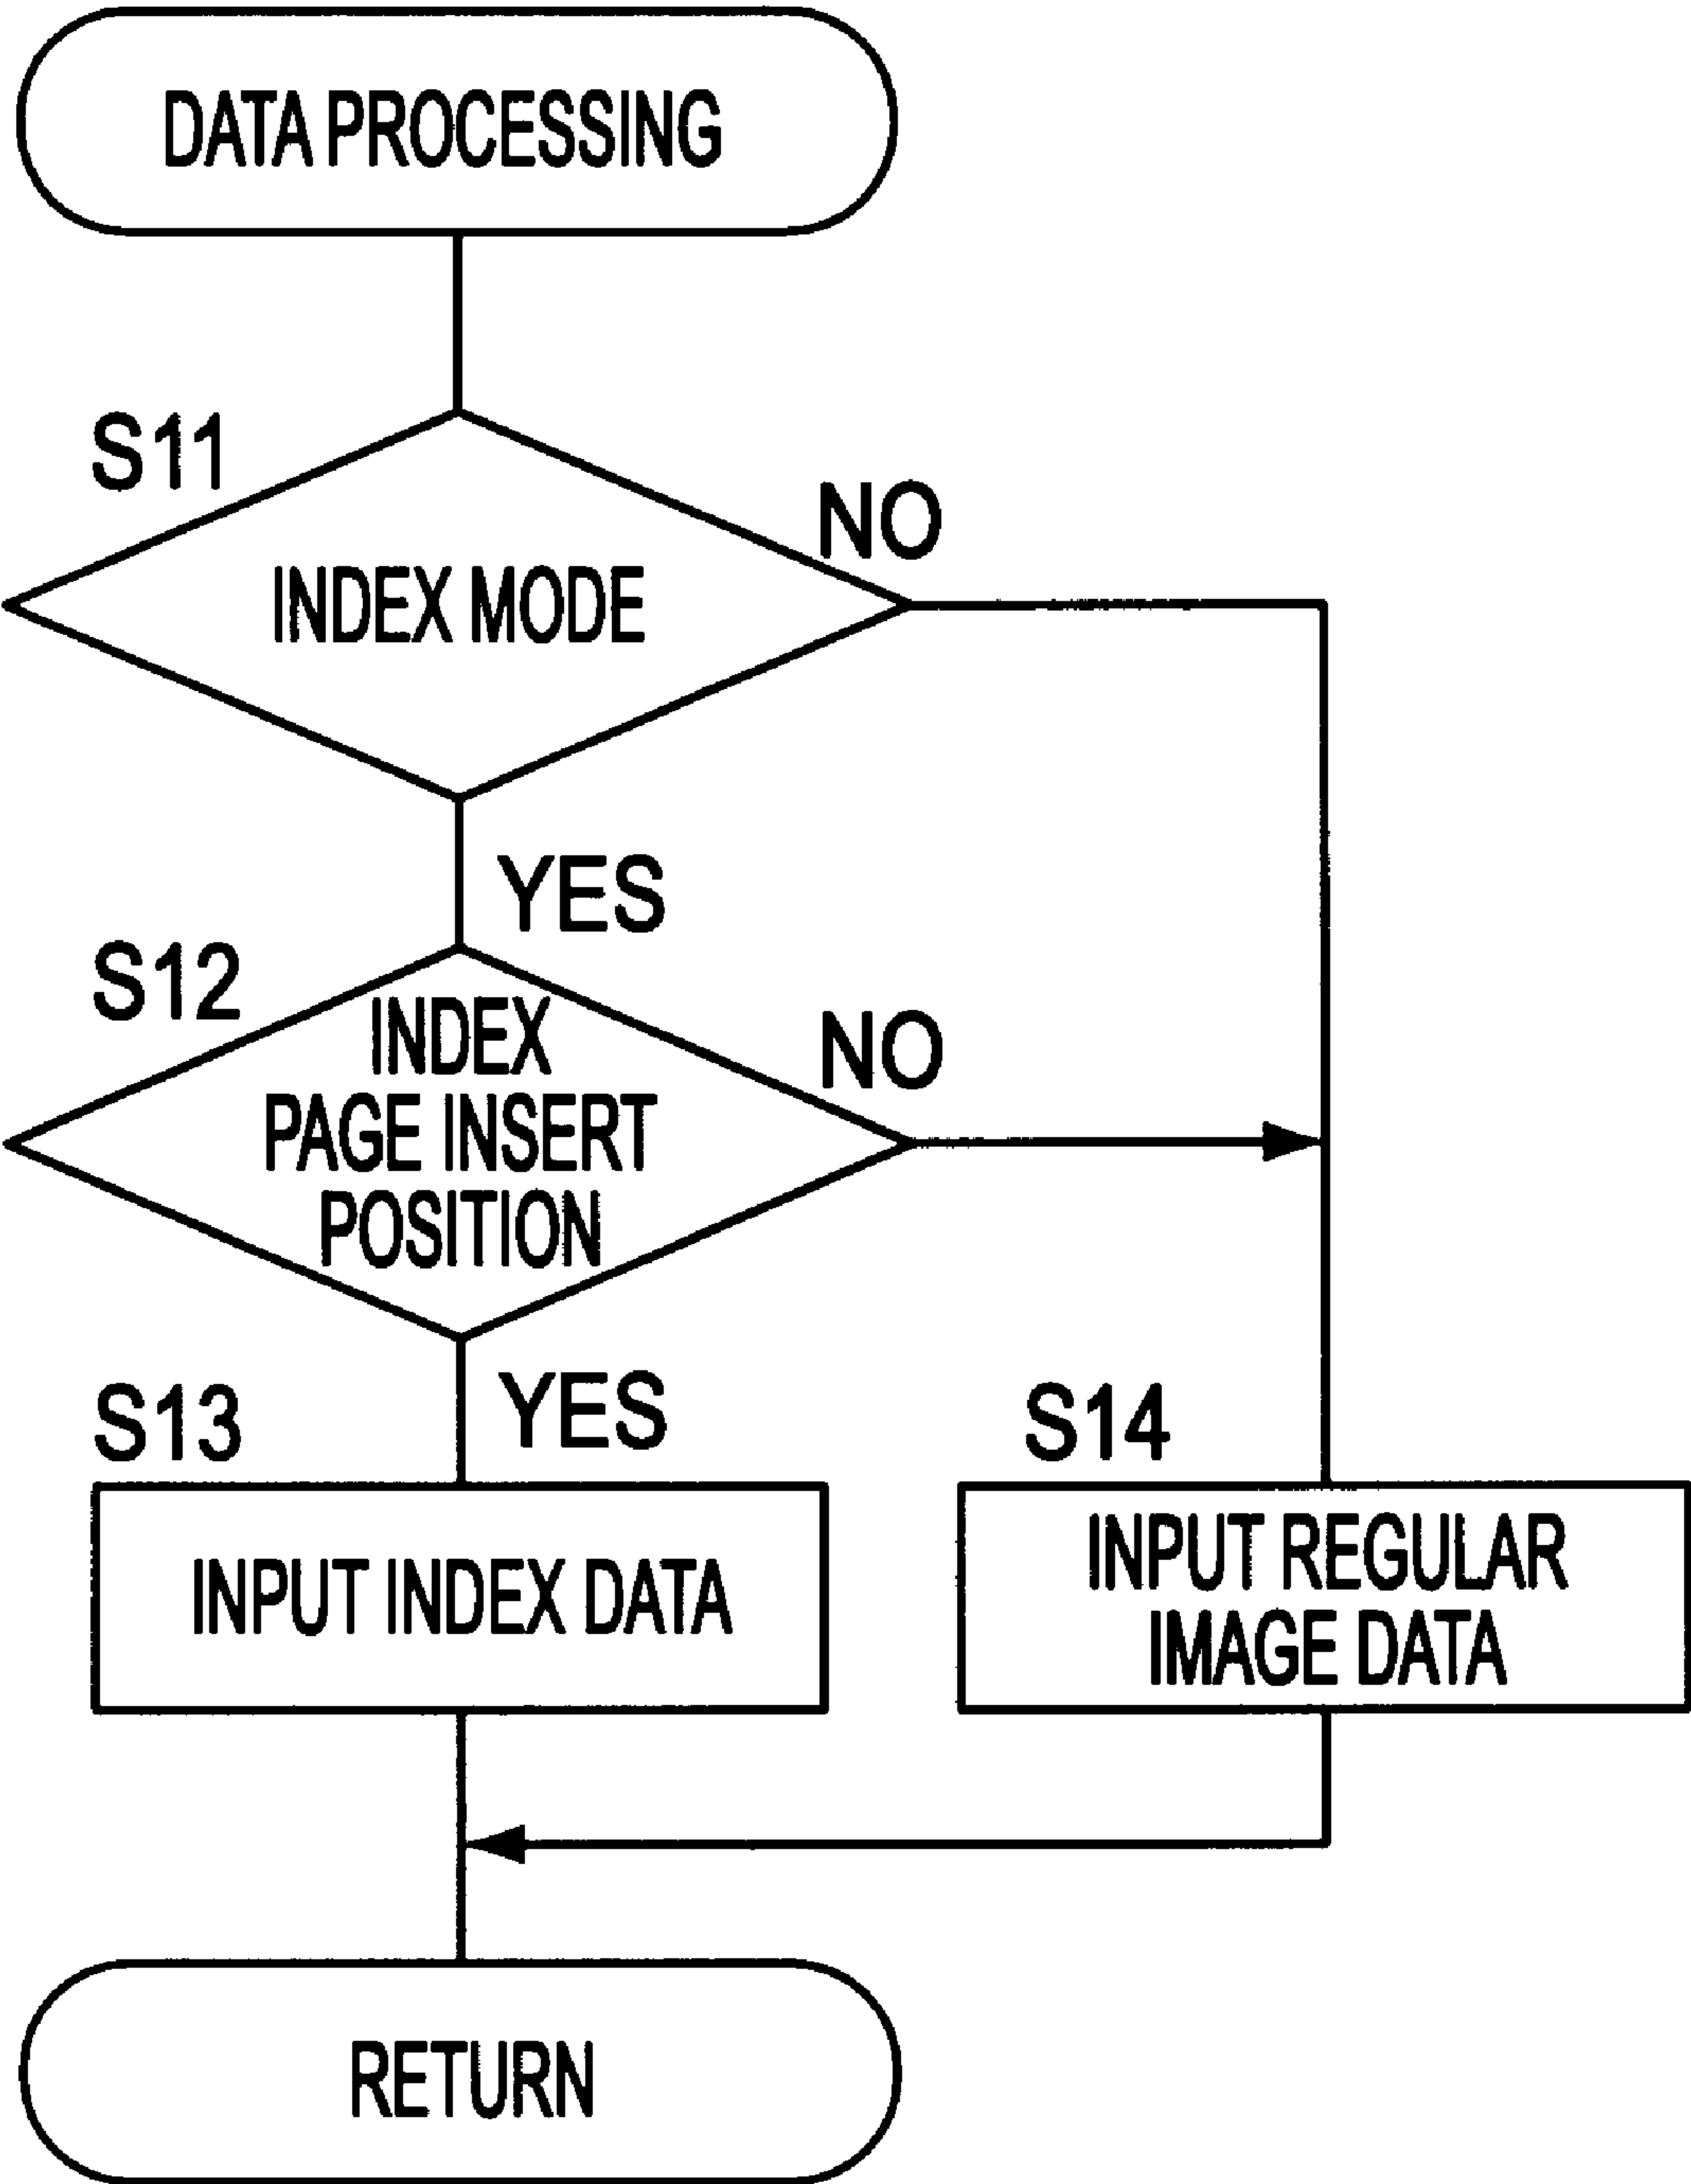 DATA PROCESSING
S11
NO
INDEX MODE
YES
S12
INDEX
PAGE INSERT
POSITION
NO
YES
S13
INPUT INDEX DATA
S14
INPUT REGULAR
IMAGE DATA
RETURN